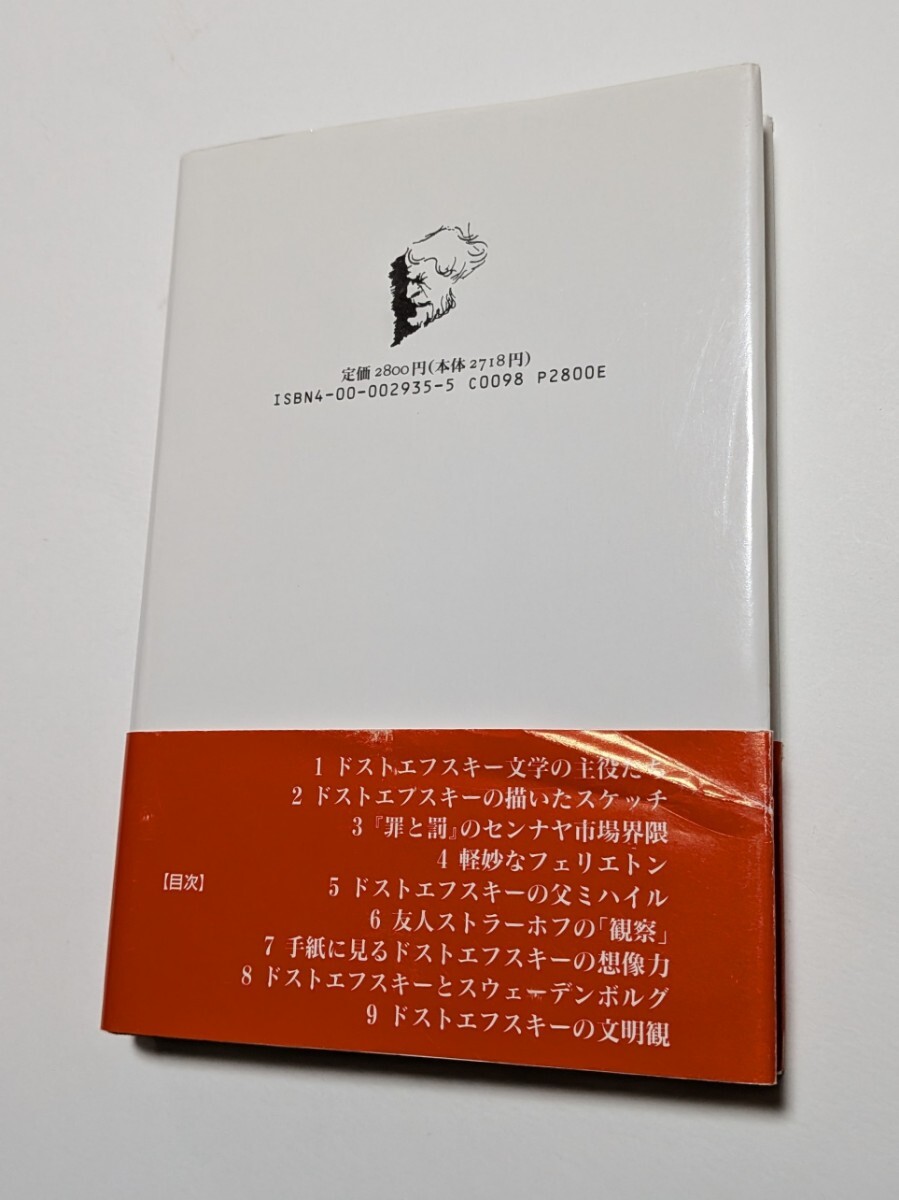 定価2800円(本体2718円)
ISBN4-00-002935-5 C0098 P2800E
1 ドストエフスキー文学の主役たち
2 ドストエフスキーの描いたスケッチ
3 『罪と罰』のセンナヤ市場界隈
4 軽妙なフェリエトン
【目次】
5 ドストエフスキーの父ミハイル
6 友人ストラーホフの「観察」
7 手紙に見るドストエフスキーの想像力
8 ドストエフスキーとスウェーデンボルグ
9 ドストエフスキーの文明観